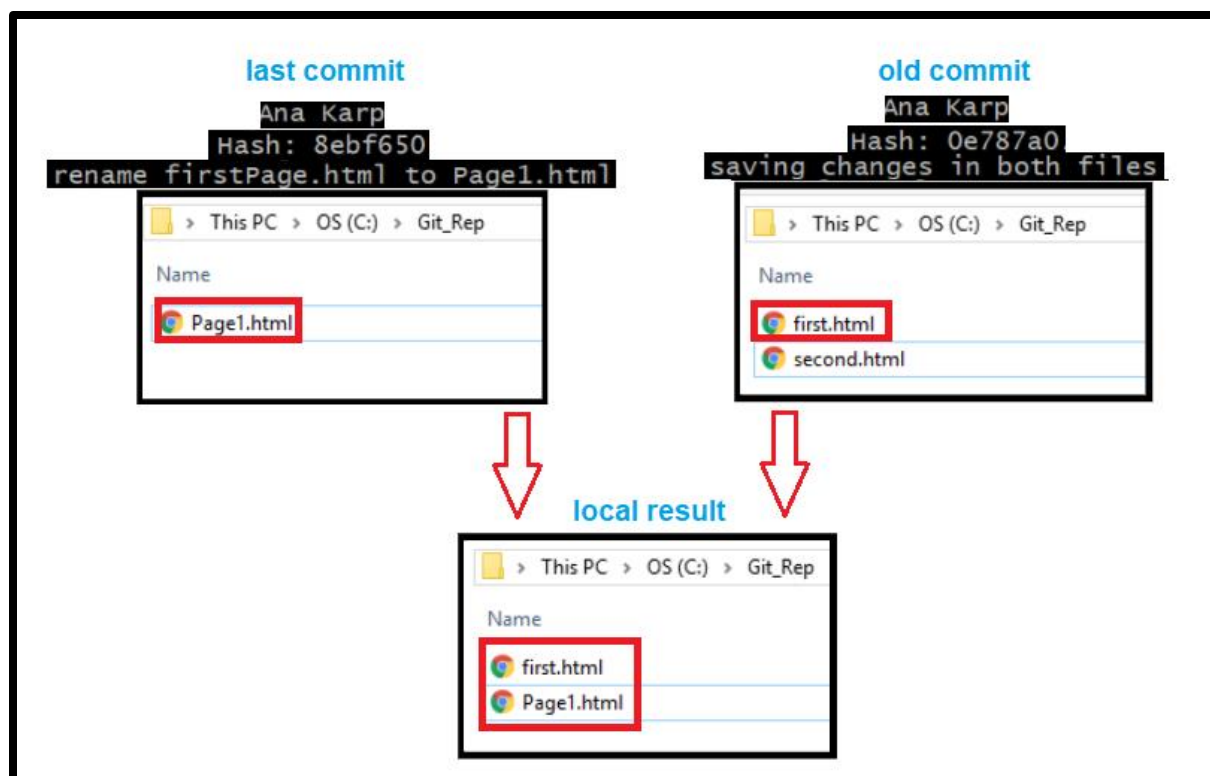 last commit
Ana Karp
Hash: 8ebf650
rename firstPage.html to Page1.html
This PC > OS (C:) > Git_Rep
Name
Page1.html
old commit
Ana Karp
Hash: 0e787a0
saving changes in both files
This PC > OS (C:) > Git_Rep
Name
first.html
second.html
local result
This PC > OS (C:) > Git_Rep
Name
first.html
Page1.html